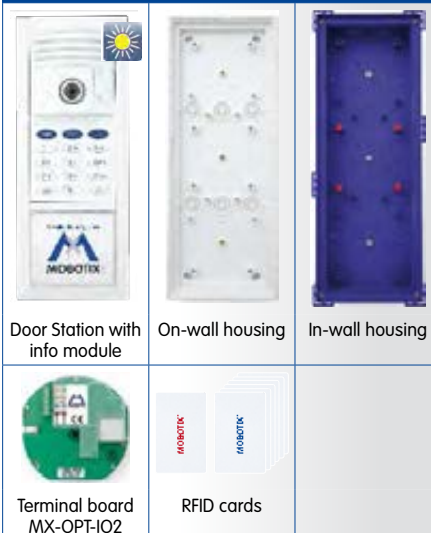 MOBOTIX
Door Station with
info module
On-wall housing
In-wall housing
MOBOTIX
MOBOTIX
Terminal board
MX-OPT-IO2
RFID cards